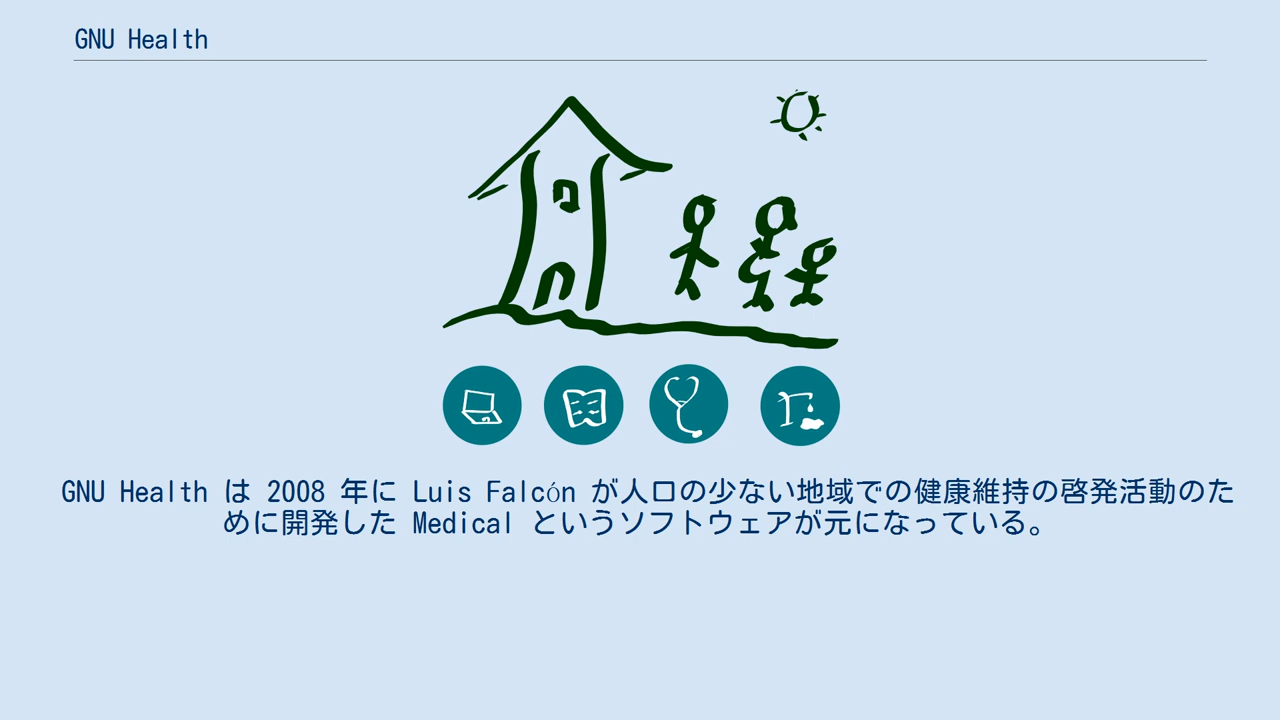 GNU Health
GNU Health は 2008 年に Luis Falcón が人口の少ない地域での健康維持の啓発活動のた
めに開発した Medical というソフトウェアが元になっている。